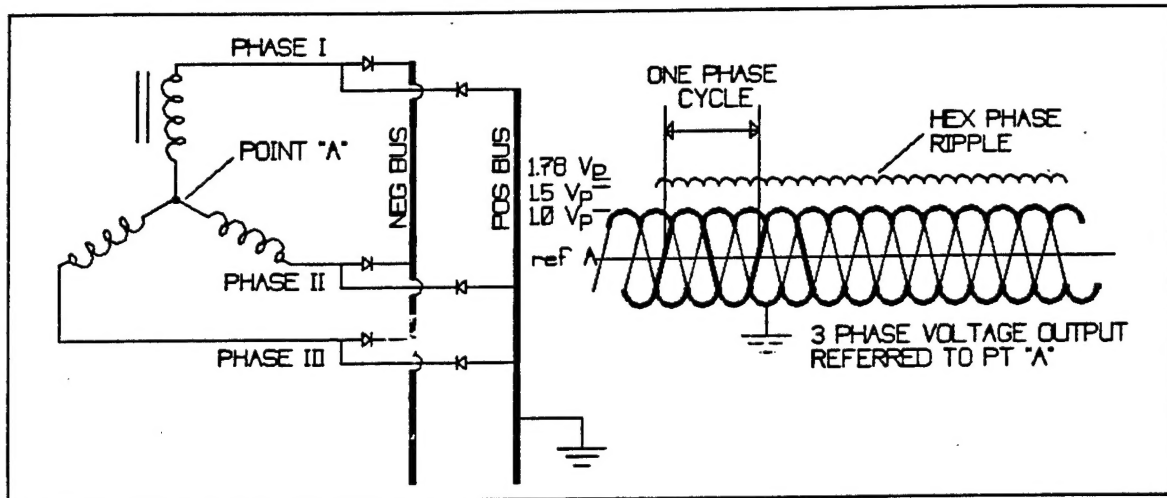 PHASE I
POINT "A"
PHASE II
PHASE III
NEG BUS
POS BUS
ONE PHASE
CYCLE
HEX PHASE
RIPPLE
1.78 Vp
1.5 Vp
1.0 Vp
ref A
3 PHASE VOLTAGE OUTPUT
REFERRED TO PT "A"